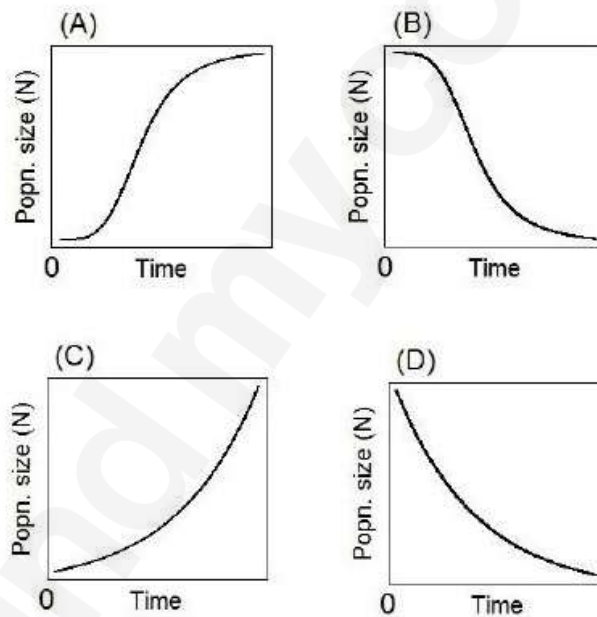 (A)
Popn. size (N)
0
Time
(B)
Popn. size (N)
0
Time
(C)
Popn. size (N)
0
Time
(D)
Popn. size (N)
0
Time